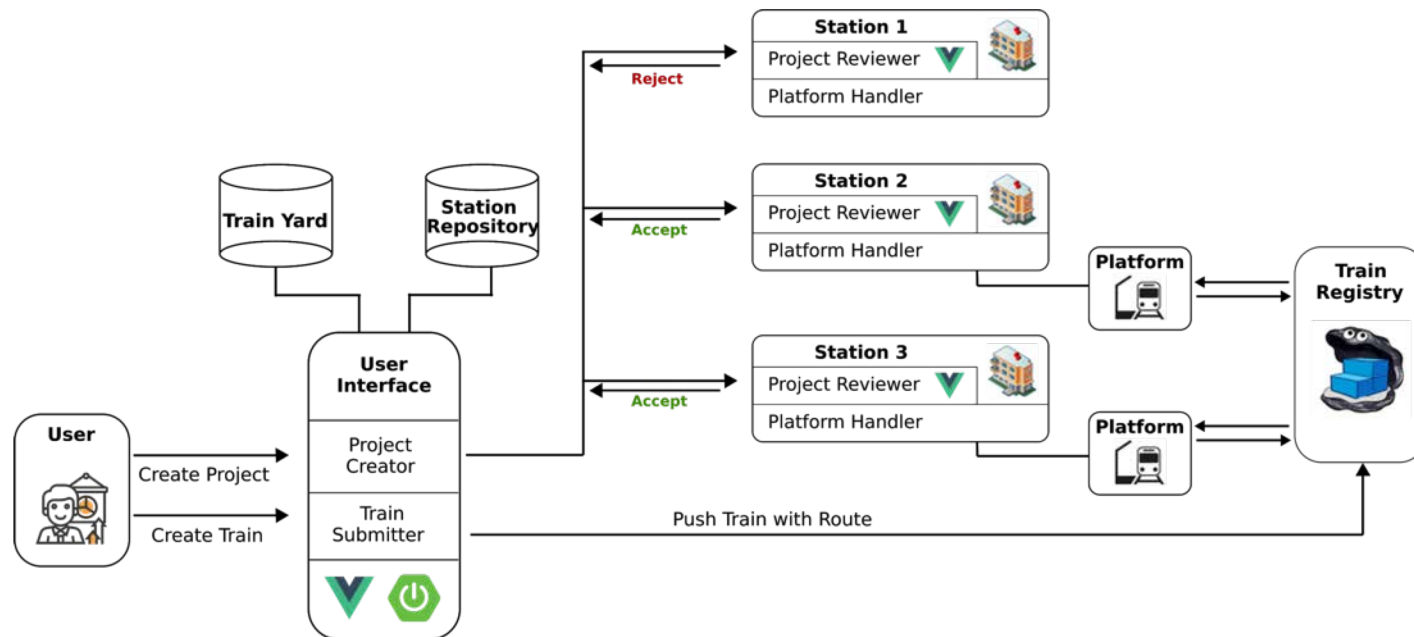 Station 1
Project Reviewer
Platform Handler
Reject
Station 2
Project Reviewer
Platform Handler
Accept
Train Yard
Station
Repository
Platform
Train
Registry
Station 3
Project Reviewer
Platform Handler
Accept
Platform
User
Interface
Project
Creator
Train
Submitter
User
Create Project
Create Train
Push Train with Route